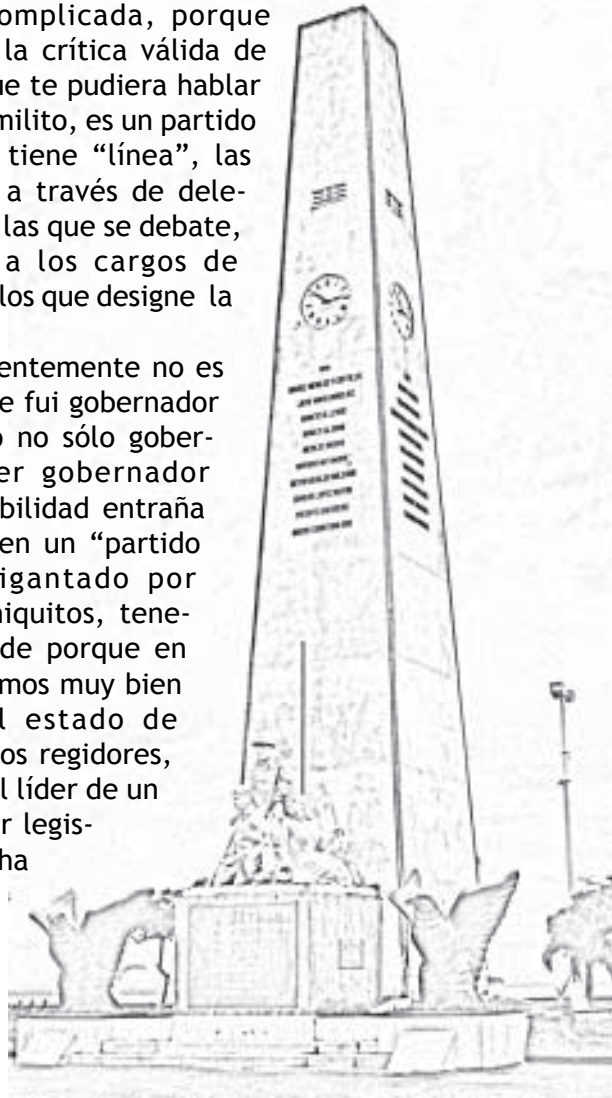 omplicada, porque
la crítica válida de
ue te pudiera hablar
milito, es un partido
tiene “línea”, las
a través de dele-
las que se debate,
a los cargos de
los que designe la
entemente no es
e fui gobernador
o no sólo gober-
er gobernador
bilidad entraña
en un “partido
igantado por
niquitos, tene-
de porque en
mos muy bien
l estado de
os regidores,
l líder de un
r legis-
ha